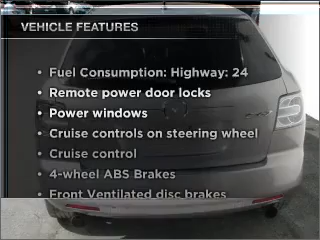 VEHICLE FEATURES
• Fuel Consumption: Highway: 24
• Remote power door locks
• Power windows
• Cruise controls on steering wheel
• Cruise control
• 4-wheel ABS Brakes
• Front Ventilated disc brakes